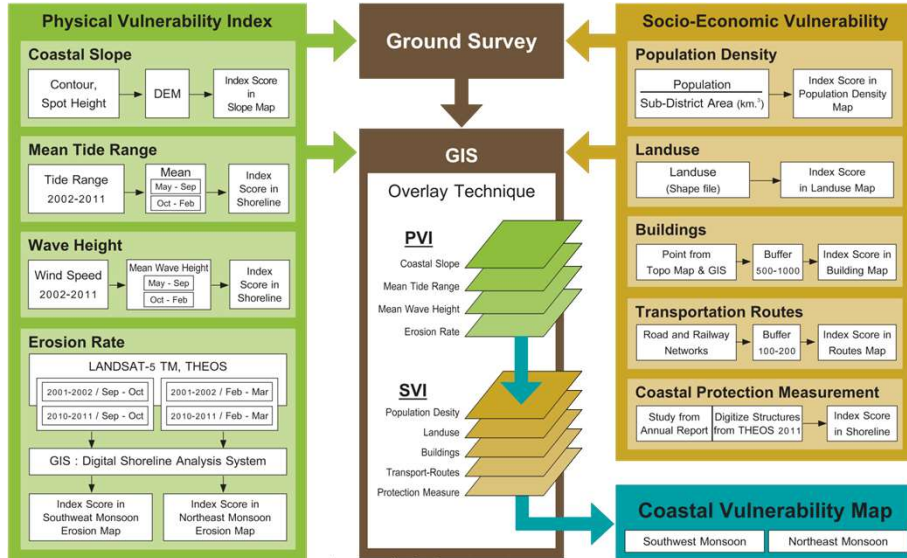 Physical Vulnerability Index
Coastal Slope
Contour,
Spot Height
DEM
Index Score
in
Slope Map
Mean Tide Range
Tide Range
2002-2011
Mean
May - Sep
Oct - Feb
Index
Score in
Shoreline
Wave Height
Wind Speed
2002-2011
Mean Wave Height
May - Sep
Oct - Feb
Index
Score in
Shoreline
Erosion Rate
LANDSAT-5 TM, THEOS
2001-2002 / Sep - Oct
2010-2011 / Sep - Oct
2001-2002 / Feb - Mar
2010-2011 / Feb - Mar
GIS : Digital Shoreline Analysis System
Index Score in
Southweat Monsoon
Erosion Map
Index Score in
Northeast Monsoon
Erosion Map
Ground Survey
GIS
Overlay Technique
PVI
Coastal Slope
Mean Tide Range
Mean Wave Height
Erosion Rate
SVI
Population Desity
Landuse
Buildings
Transport-Routes
Protection Measure
Socio-Economic Vulnerability
Population Density
Population
Sub-District Area (km.²)
Index Score in
Population Density
Map
Landuse
Landuse
(Shape file)
Index Score
in Landuse Map
Buildings
Point from
Topo Map & GIS
Buffer
500-1000
Index Score in
Building Map
Transportation Routes
Road and Railway
Networks
Buffer
100-200
Index Score in
Routes Map
Coastal Protection Measurement
Study from
Annual Report
Digitize Structures
from THEOS 2011
Index Score
in Shoreline
Coastal Vulnerability Map
Southwest Monsoon
Northeast Monsoon